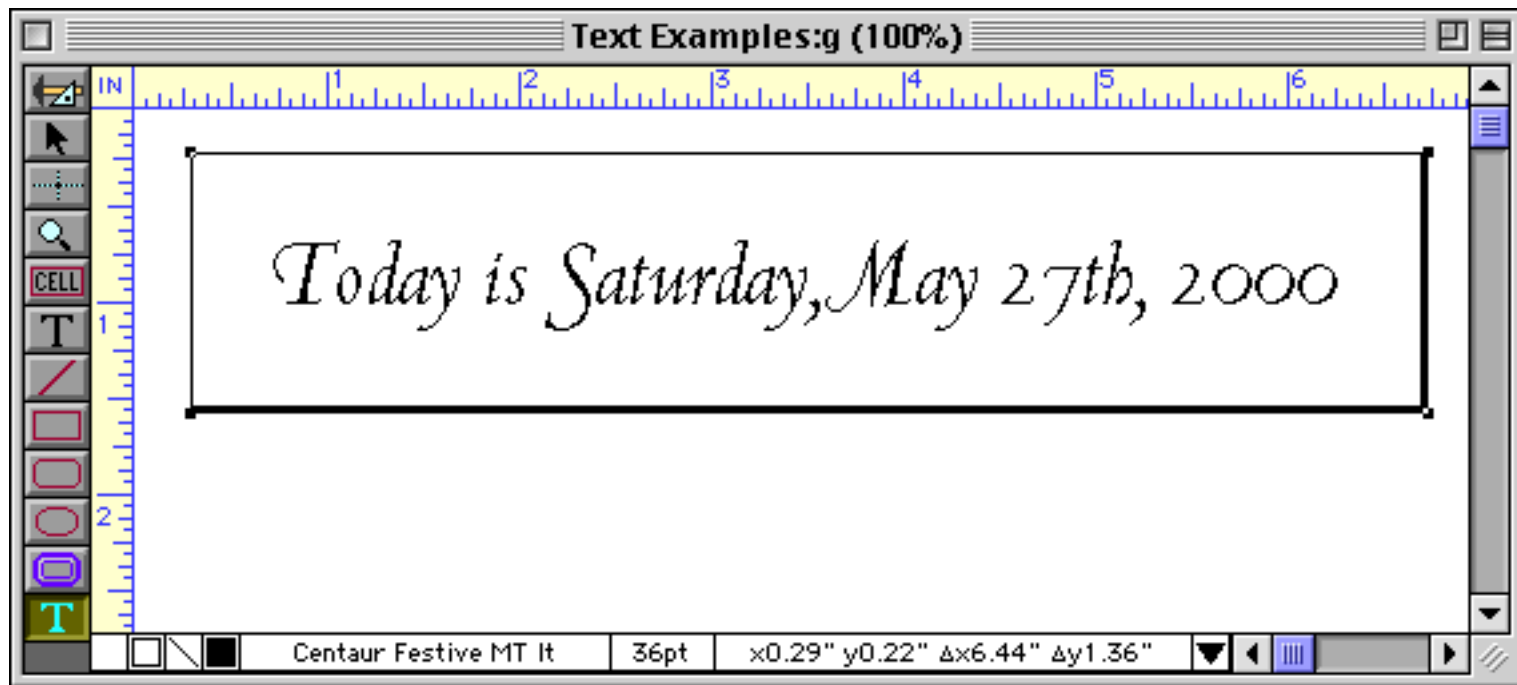 Text Examples:g (100%)
IN 1 2 3 4 5 6
CELL
T
1
Today is Saturday, May 27th, 2000
2
T
Centaur Festive MT It 36pt x0.29" y0.22" Δx6.44" Δy1.36"